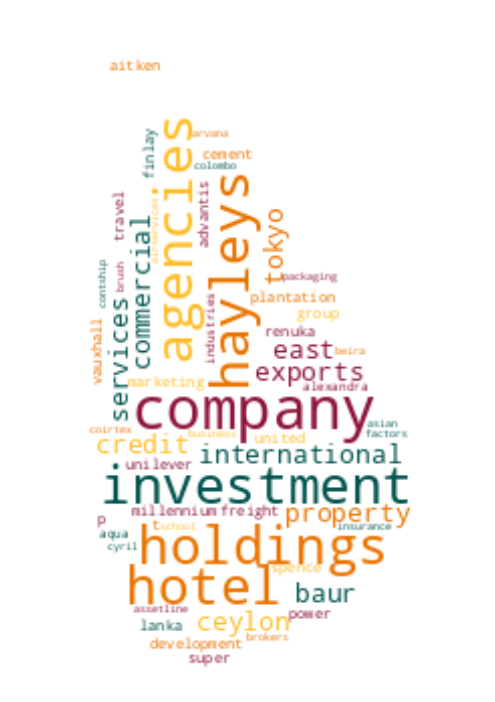 aitken
arvana
finlay
agencies
cement
colombo
airservices
advantis
hayleys
travel
tokyo
commercial
packaging
contship
brush
plantation
industries
group
services
vauxhall
renuka
east
beira
exports
marketing
alexandra
company
asian
factors
coirtex
business
credit
united
international
unilever
investment
millennium
freight
property
p
t
school
insurance
aqua
holdings
cyril
spence
hotel
baur
assetline
power
lanka
ceylon
brokers
development
super